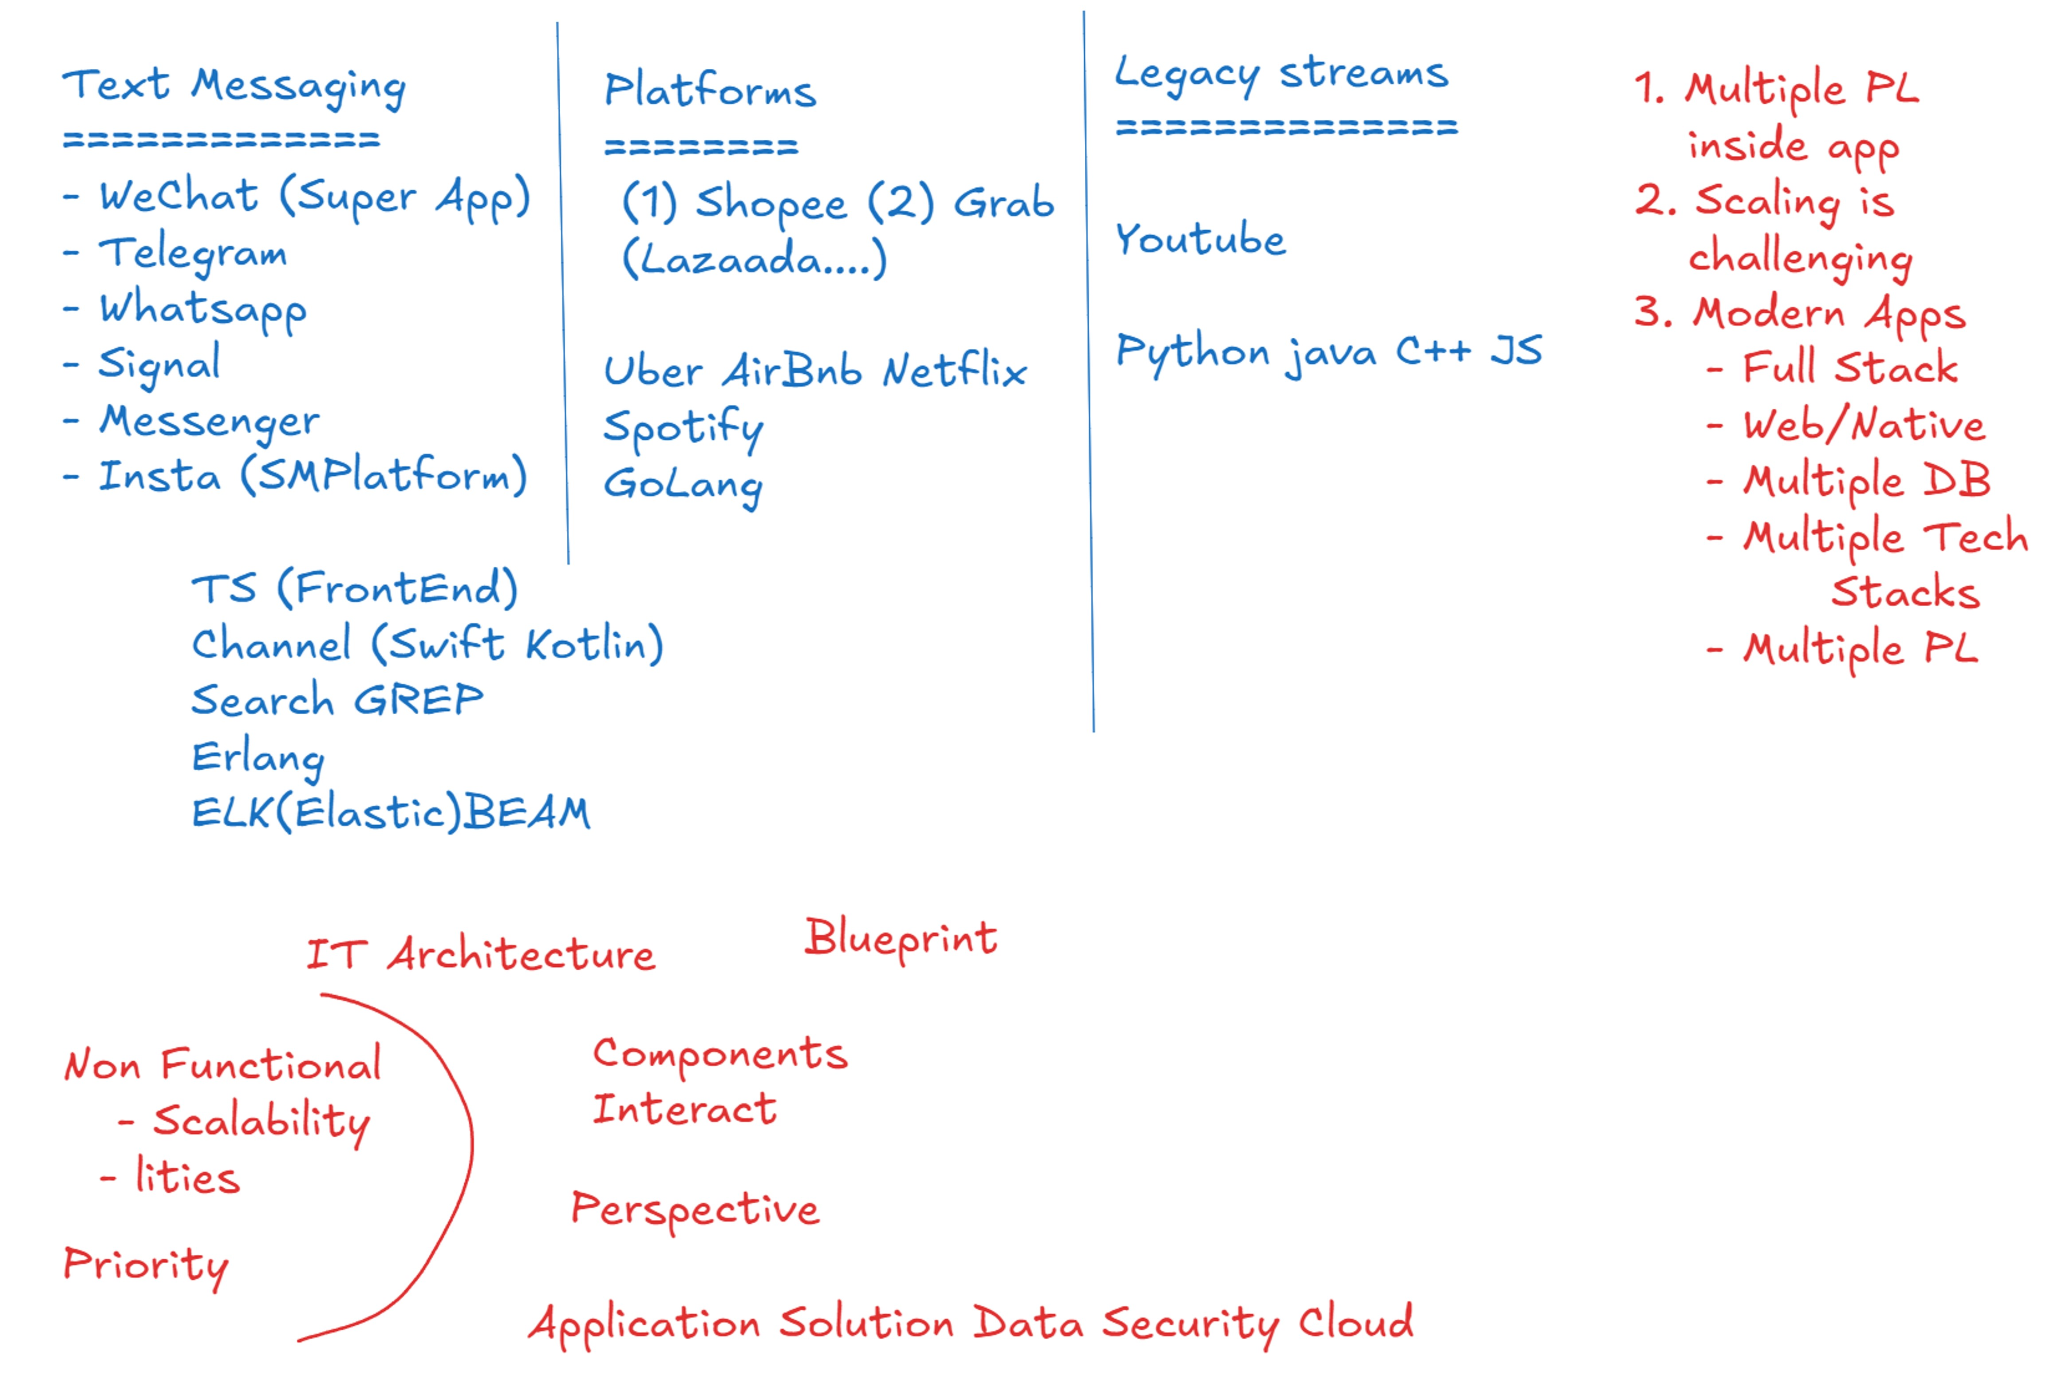 Text Messaging
=============
- WeChat (Super App)
- Telegram
- Whatsapp
- Signal
- Messenger
- Insta (SMPlatform)
TS (FrontEnd)
Channel (Swift Kotlin)
Search GREP
Erlang
ELK(Elastic)BEAM
Platforms
========
(1) Shopee (2) Grab
(Lazaada....)
Uber AirBnb Netflix
Spotify
GoLang
Legacy streams
==============
Youtube
Python java C++ JS
1. Multiple PL
inside app
2. Scaling is
challenging
3. Modern Apps
- Full Stack
- Web/Native
- Multiple DB
- Multiple Tech
Stacks
- Multiple PL
IT Architecture
Blueprint
Non Functional
- Scalability
- lities
Priority
Components
Interact
Perspective
Application Solution Data Security Cloud